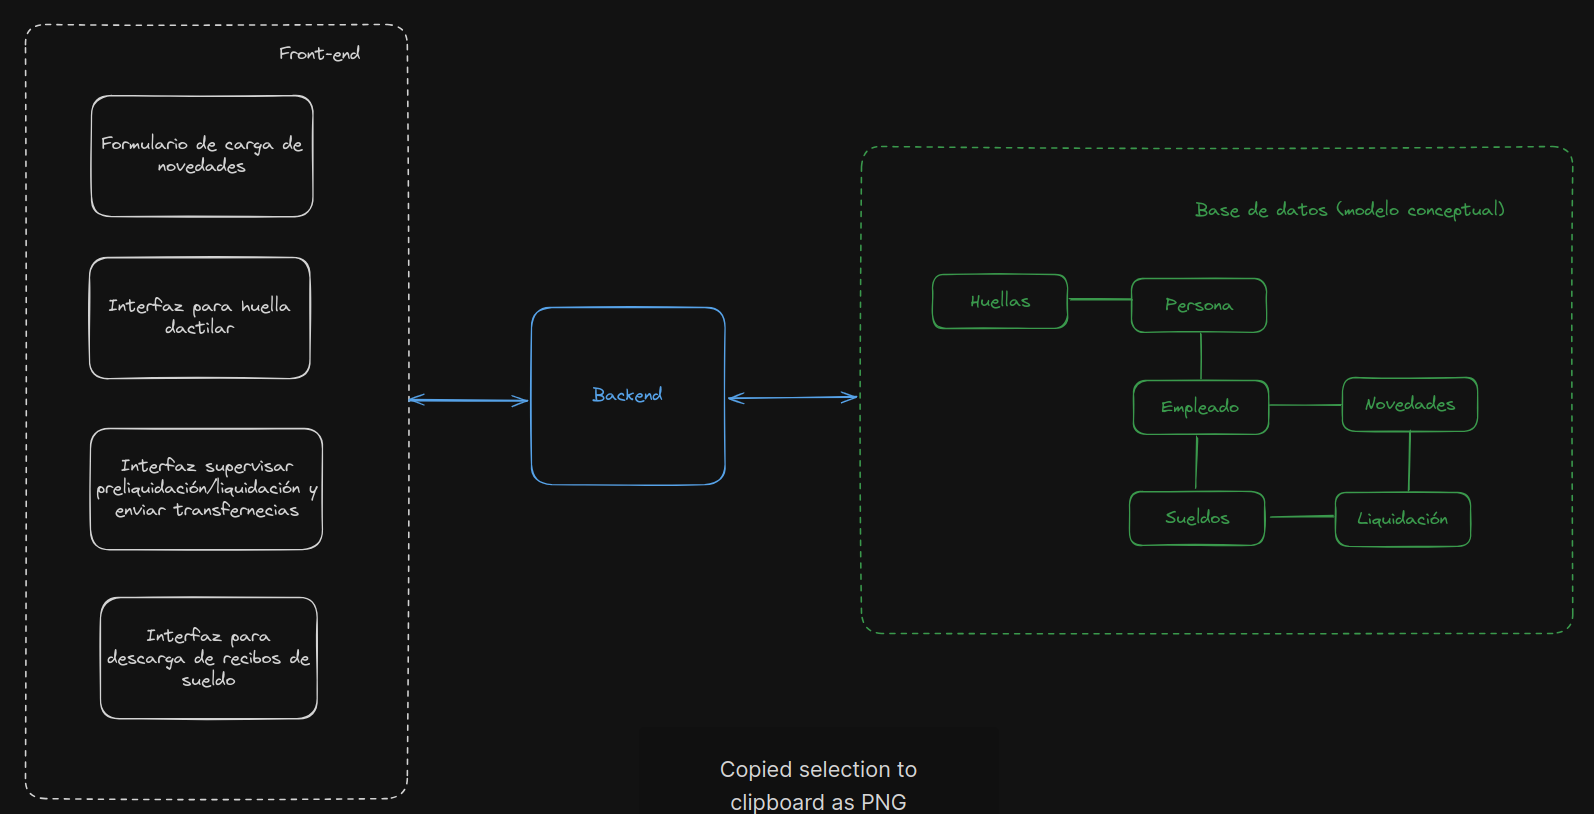 Front-end
Formulario de carga de
novedades
Interfaz para huella
dactilar
Interfaz supervisar
preliquidación/liquidación y
enviar transfernecias
Interfaz para
descarga de recibos de
sueldo
Backend
Base de datos (modelo conceptual)
Huellas
Persona
Empleado
Novedades
Sueldos
Liquidación
Copied selection to
clipboard as PNG